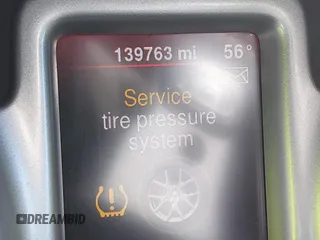 139763 mi 56°
Service
tire pressure
system
DREAMBID